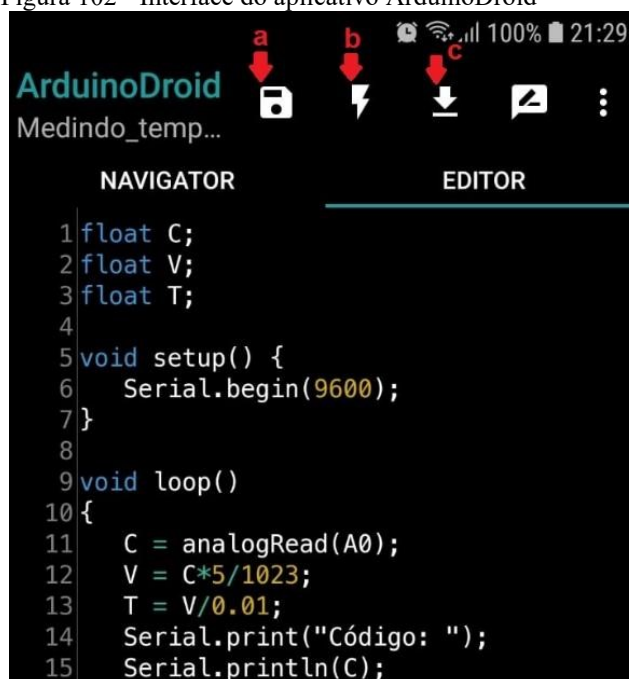 Figura 102 - Interface do aplicativo ArduinoDroid
a b c
100% 21:29
ArduinoDroid
Medindo_temp...
NAVIGATOR EDITOR
1 float C;
2 float V;
3 float T;
4
5 void setup() {
6 Serial.begin(9600);
7 }
8
9 void loop()
10 {
11 C = analogRead(A0);
12 V = C*5/1023;
13 T = V/0.01;
14 Serial.print("Código: ");
15 Serial.println(C);